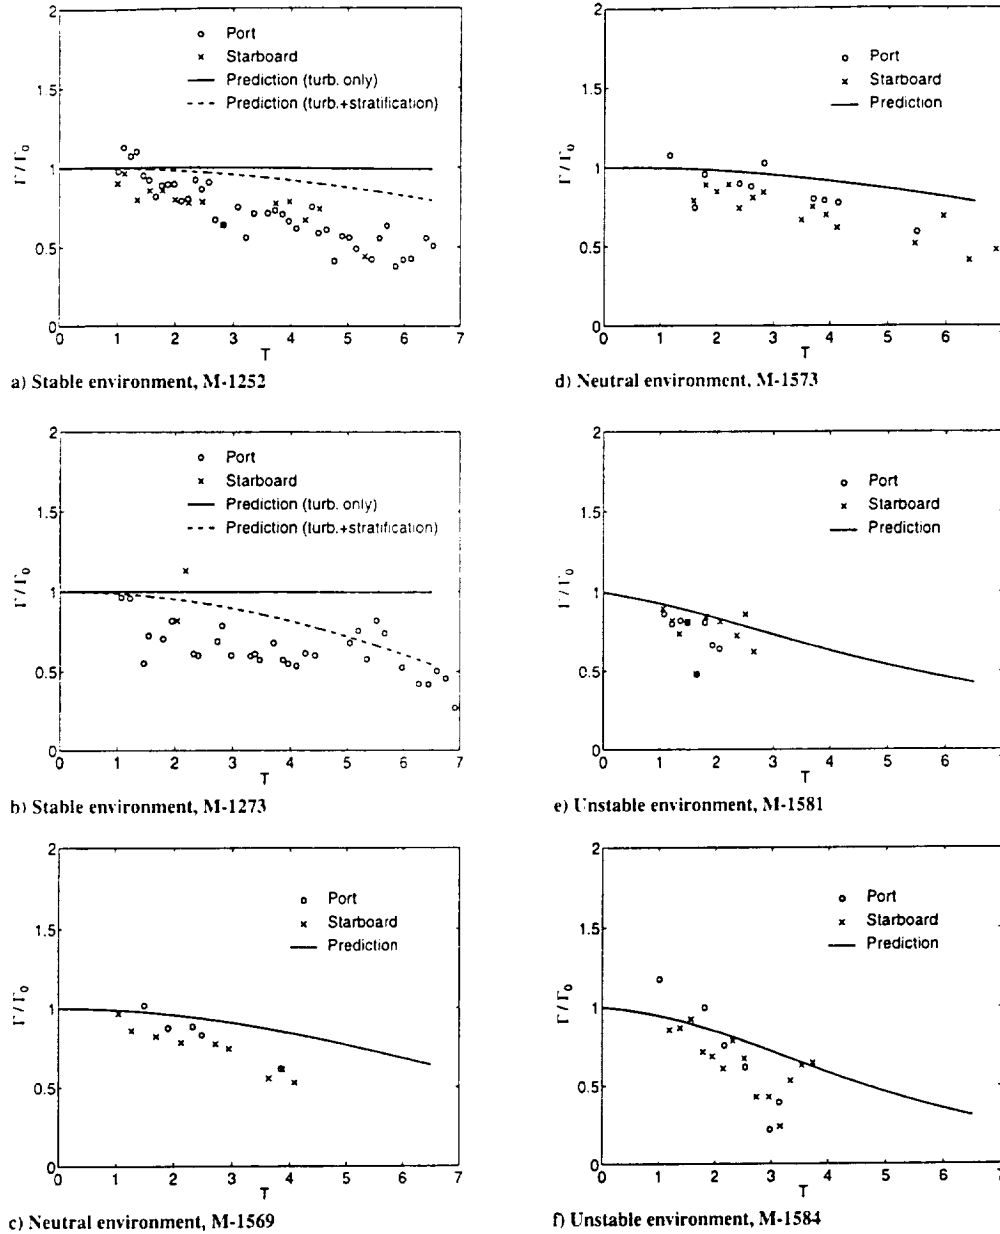 2
1.5
1
0.5
0
Γ/Γ₀
Port
Starboard
Prediction (turb. only)
Prediction (turb.+stratification)
0 1 2 3 4 5 6 7
T
a) Stable environment, M-1252
2
1.5
1
0.5
0
Γ/Γ₀
Port
Starboard
Prediction (turb. only)
Prediction (turb.+stratification)
0 1 2 3 4 5 6 7
T
b) Stable environment, M-1273
2
1.5
1
0.5
0
Γ/Γ₀
Port
Starboard
Prediction
0 1 2 3 4 5 6 7
T
c) Neutral environment, M-1569
2
1.5
1
0.5
0
Γ/Γ₀
Port
Starboard
Prediction
0 1 2 3 4 5 6 7
T
d) Neutral environment, M-1573
2
1.5
1
0.5
0
Γ/Γ₀
Port
Starboard
Prediction
0 1 2 3 4 5 6 7
T
e) Unstable environment, M-1581
2
1.5
1
0.5
0
Γ/Γ₀
Port
Starboard
Prediction
0 1 2 3 4 5 6 7
T
f) Unstable environment, M-1584